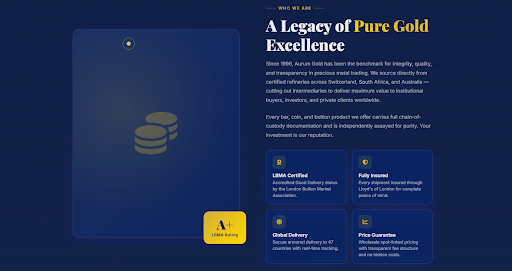 WHO WE ARE
A Legacy of Pure Gold
Excellence
Since 1996, Aurum Gold has been the benchmark for integrity, quality,
and transparency in precious metal trading. We source directly from
certified refineries across Switzerland, South Africa, and Australia —
cutting out intermediaries to deliver maximum value to institutional
buyers, investors, and private clients worldwide.
Every bar, coin, and bullion product we offer carries full chain-of-
custody documentation and is independently assayed for purity. Your
investment is our reputation.
A+
LBMA Rating
LBMA Certified
Accredited Good Delivery status
by the London Bullion Market
Association.
Fully Insured
Every shipment insured through
Lloyd's of London for complete
peace of mind.
Global Delivery
Secure armored delivery to 47
countries with real-time tracking.
Price Guarantee
Wholesale spot-linked pricing
with transparent fee structure and
no hidden costs.